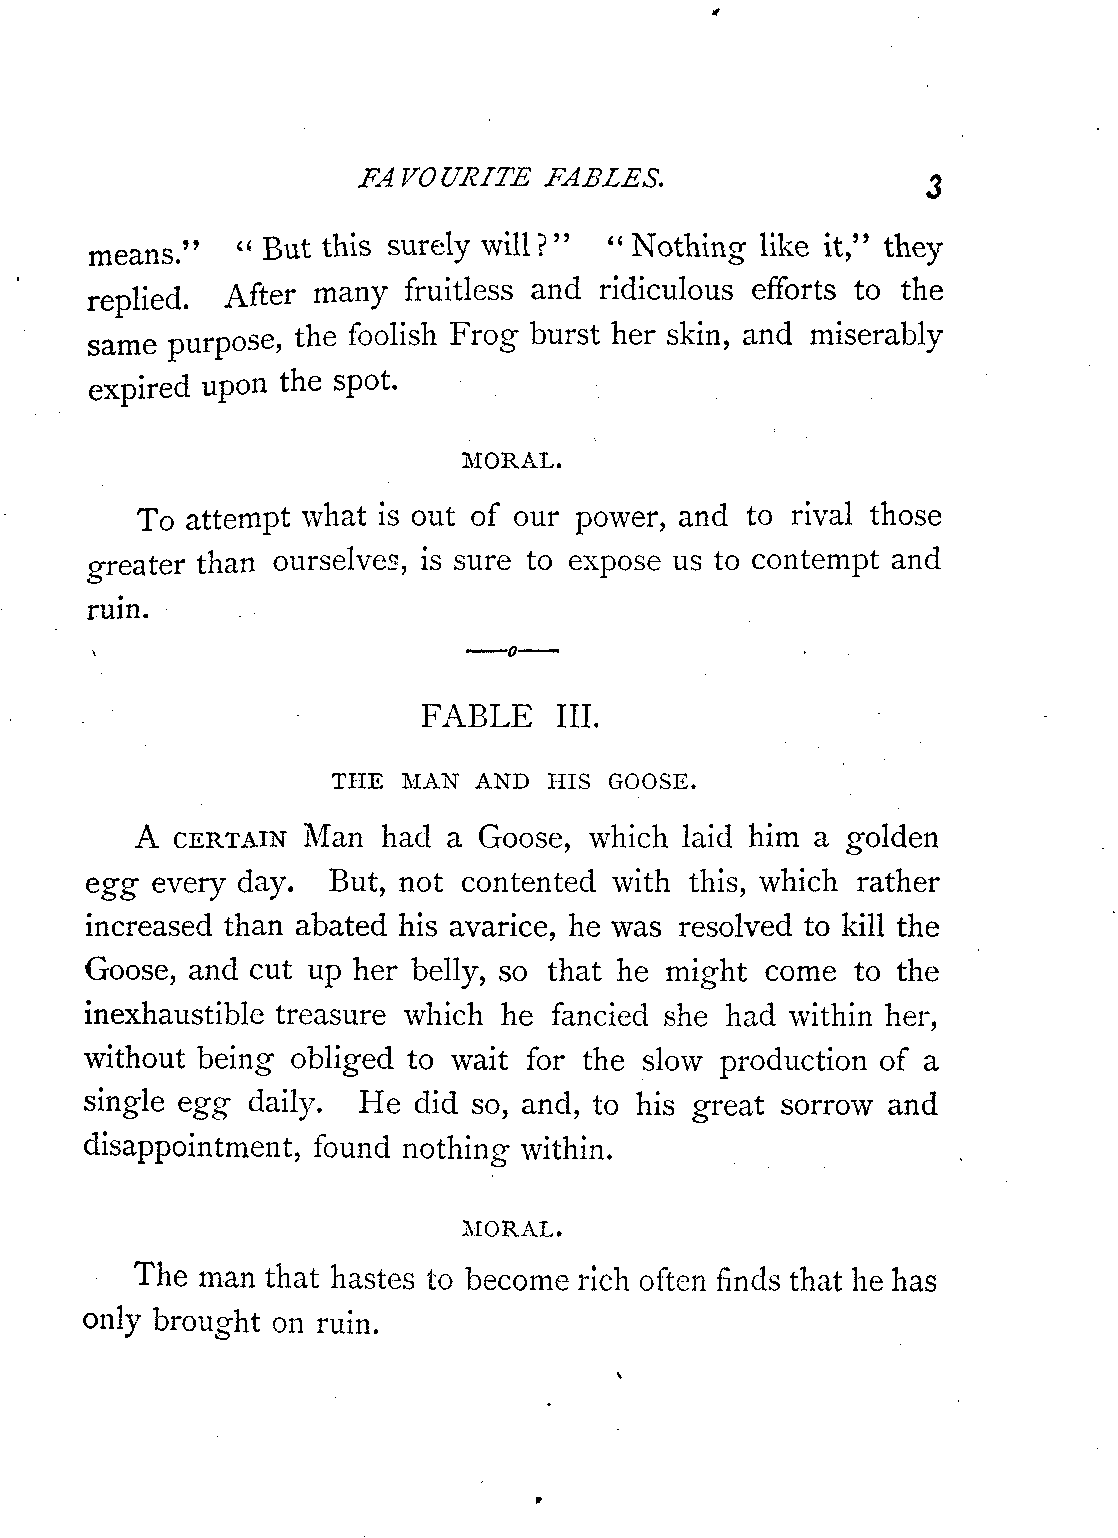 FAVOURITE FABLES. 3
means." "But this surely will?" "Nothing like it," they
replied. After many fruitless and ridiculous efforts to the
same purpose, the foolish Frog burst her skin, and miserably
expired upon the spot.
MORAL.
To attempt what is out of our power, and to rival those
greater than ourselves, is sure to expose us to contempt and
ruin.
——o——
FABLE III.
THE MAN AND HIS GOOSE.
A CERTAIN Man had a Goose, which laid him a golden
egg every day. But, not contented with this, which rather
increased than abated his avarice, he was resolved to kill the
Goose, and cut up her belly, so that he might come to the
inexhaustible treasure which he fancied she had within her,
without being obliged to wait for the slow production of a
single egg daily. He did so, and, to his great sorrow and
disappointment, found nothing within.
MORAL.
The man that hastes to become rich often finds that he has
only brought on ruin.